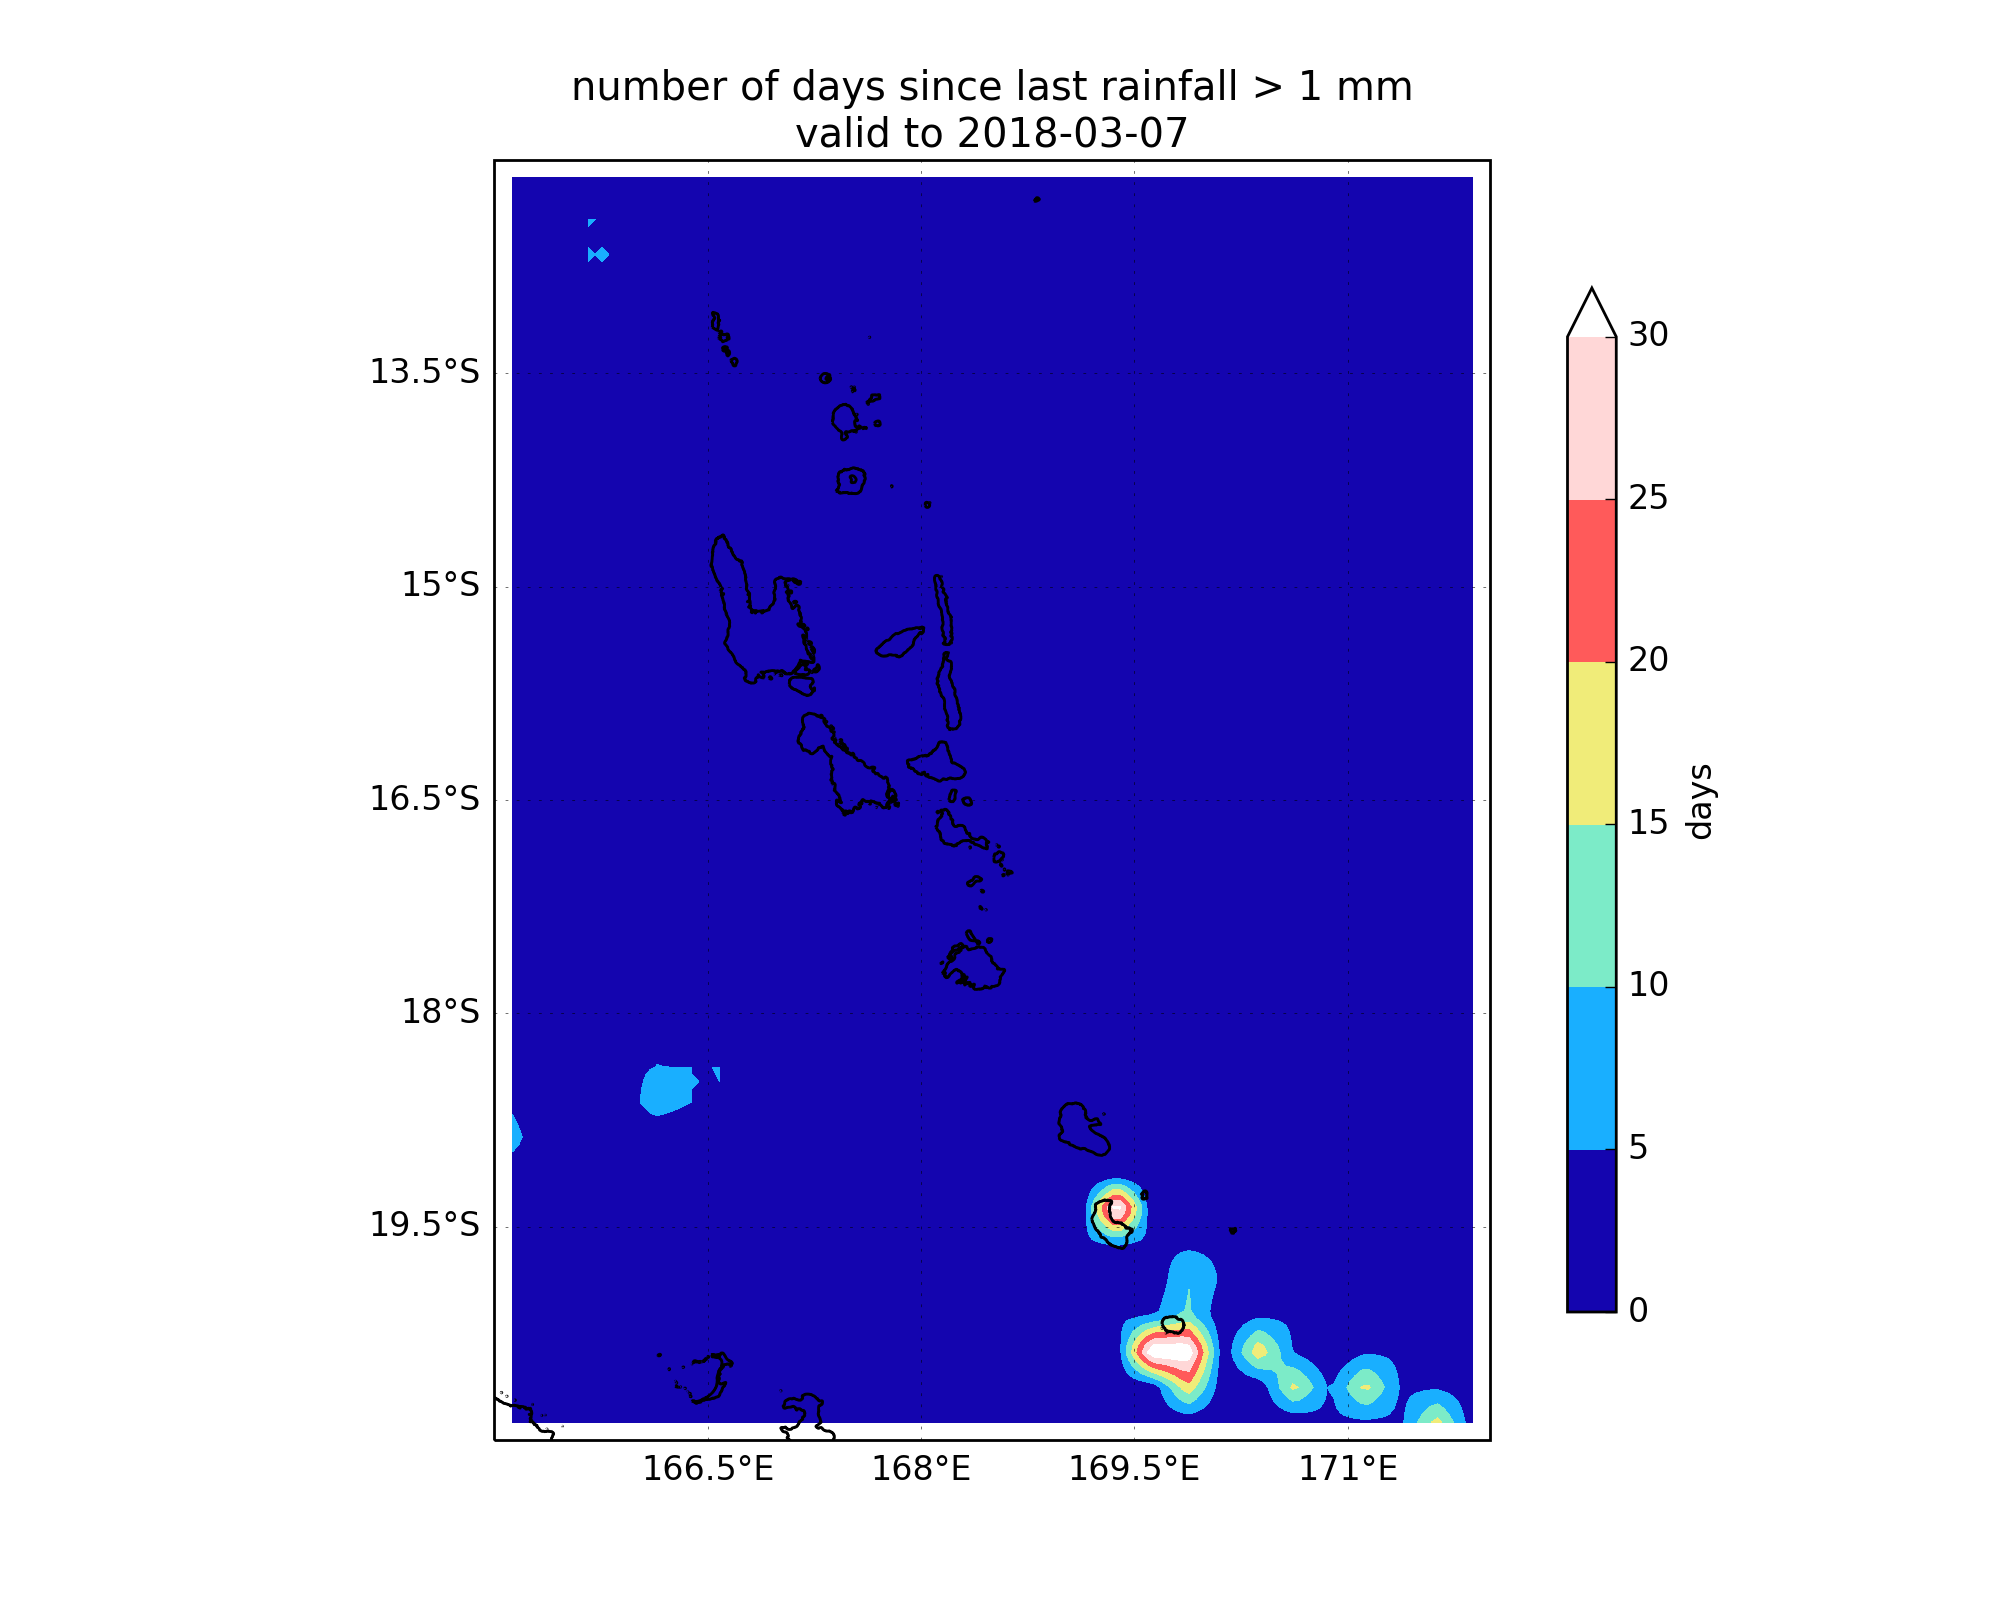 number of days since last rainfall > 1 mm
valid to 2018-03-07
13.5°S
15°S
16.5°S
18°S
19.5°S
166.5°E
168°E
169.5°E
171°E
30
25
20
15
10
5
0
days